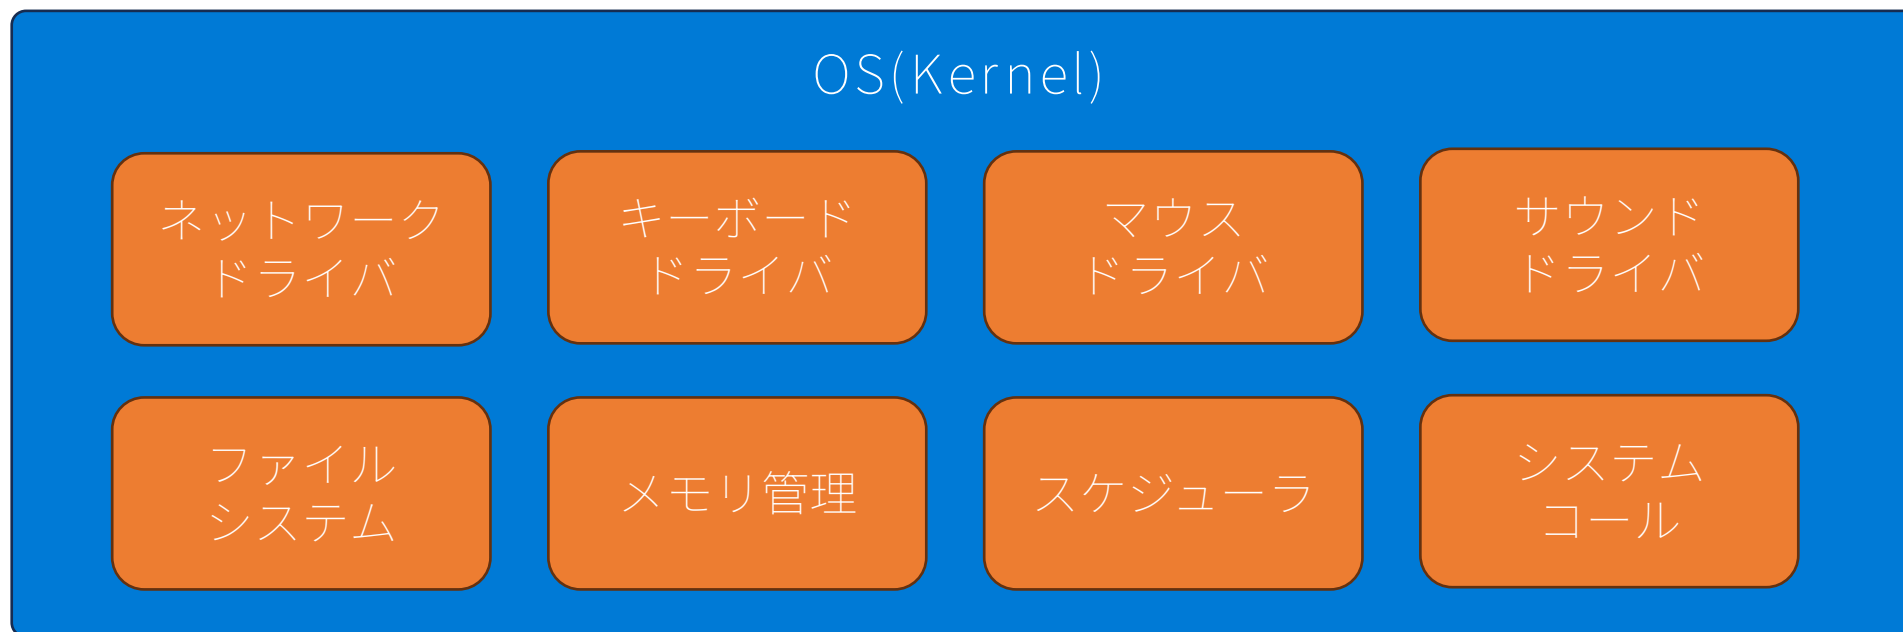 OS(Kernel)
ネットワーク
ドライバ
キーボード
ドライバ
マウス
ドライバ
サウンド
ドライバ
ファイル
システム
メモリ管理
スケジューラ
システム
コール